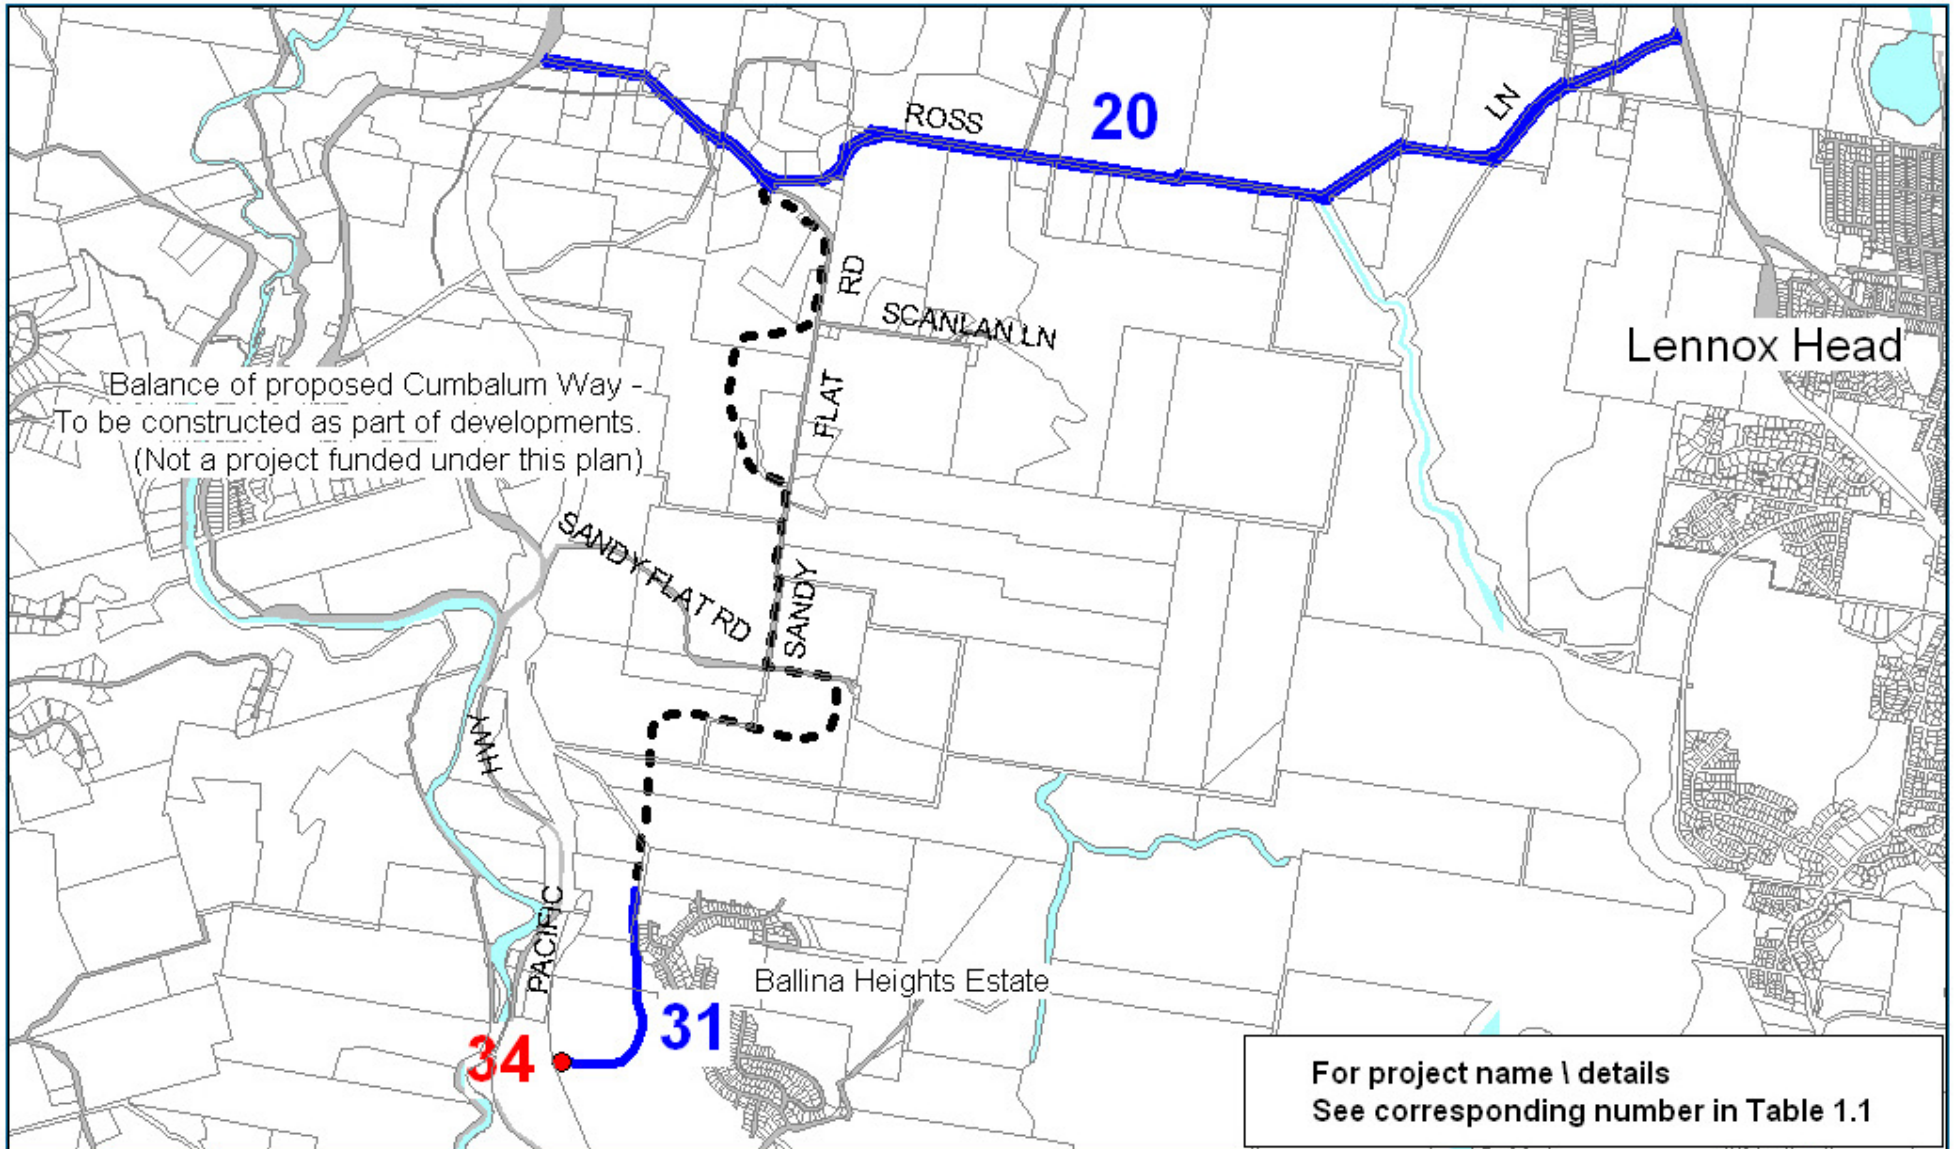 ROSS
20
LN
RD
SCANLAN LN
Lennox Head
Balance of proposed Cumbalum Way -
To be constructed as part of developments.
(Not a project funded under this plan)
FLAT
SANDY FLAT RD
SANDY
HWY
PACIFIC
Ballina Heights Estate
31
34
For project name \ details
See corresponding number in Table 1.1